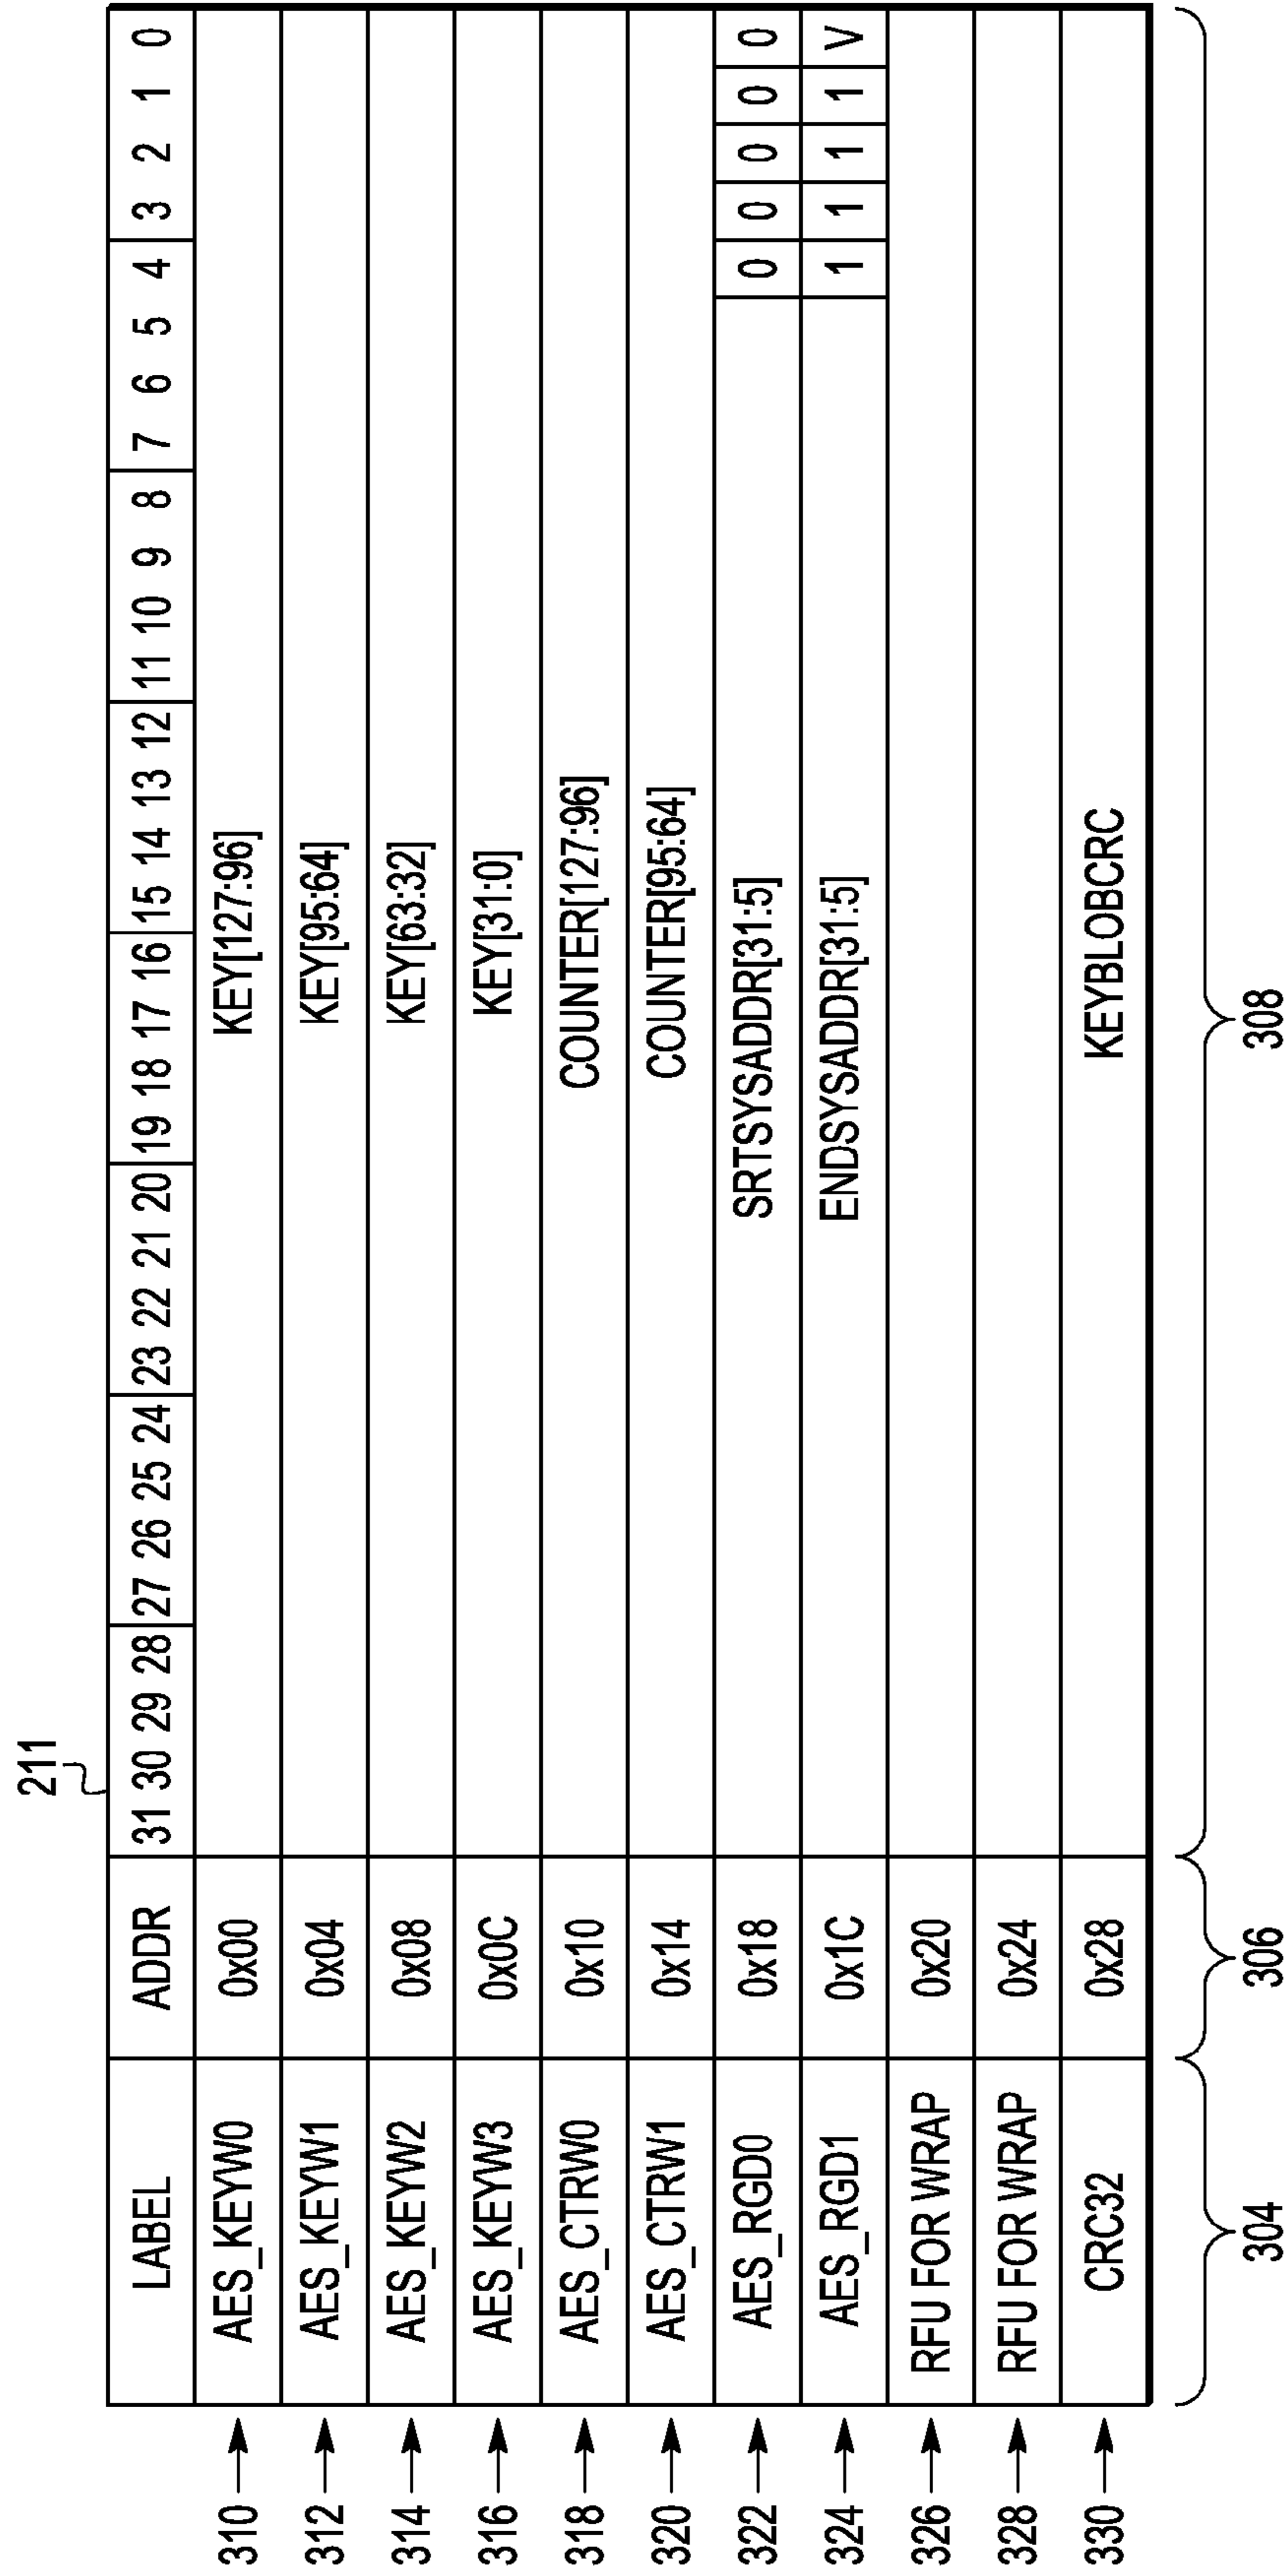 211
LABEL ADDR 31 30 29 28 27 26 25 24 23 22 21 20 19 18 17 16 15 14 13 12 11 10 9 8 7 6 5 4 3 2 1 0
310 AES_KEYW0 0x00 KEY[127:96]
312 AES_KEYW1 0x04 KEY[95:64]
314 AES_KEYW2 0x08 KEY[63:32]
316 AES_KEYW3 0x0C KEY[31:0]
318 AES_CTRW0 0x10 COUNTER[127:96]
320 AES_CTRW1 0x14 COUNTER[95:64]
322 AES_RGD0 0x18 SRTSYSADDR[31:5] 0 0 0 0 0
324 AES_RGD1 0x1C ENDSYSADDR[31:5] 1 1 1 1 V
326 RFU FOR WRAP 0x20
328 RFU FOR WRAP 0x24
330 CRC32 0x28 KEYBLOBCRC
304 306 308